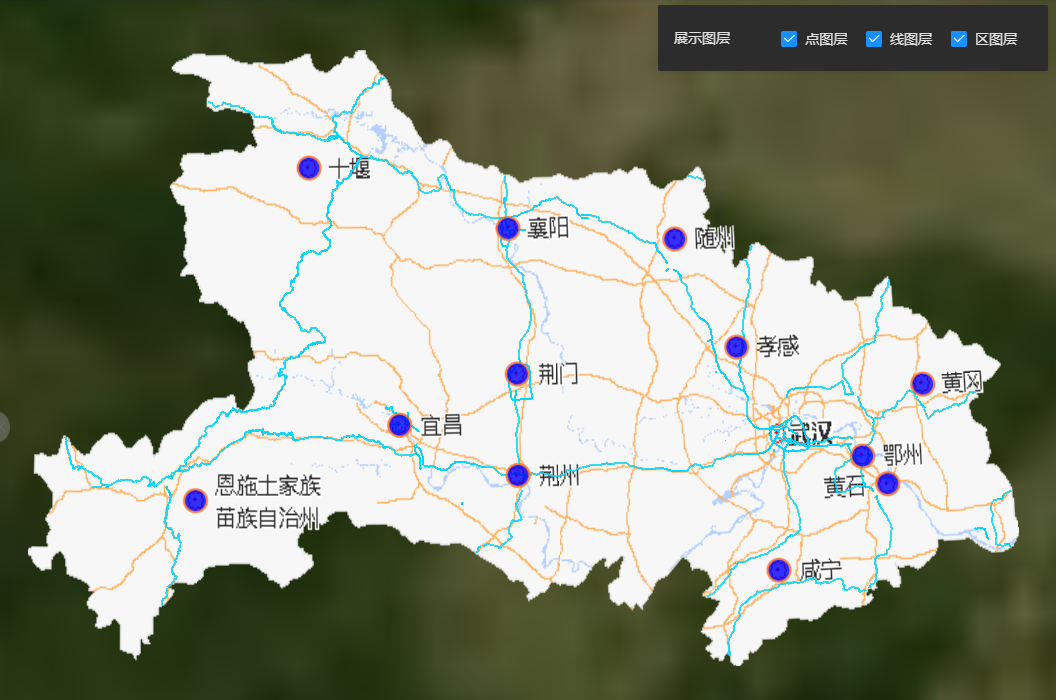 展示图层 点图层 线图层 区图层
十堰
襄阳
随州
孝感
荆门
黄冈
宜昌
武汉
鄂州
荆州
黄石
恩施土家族
苗族自治州
咸宁